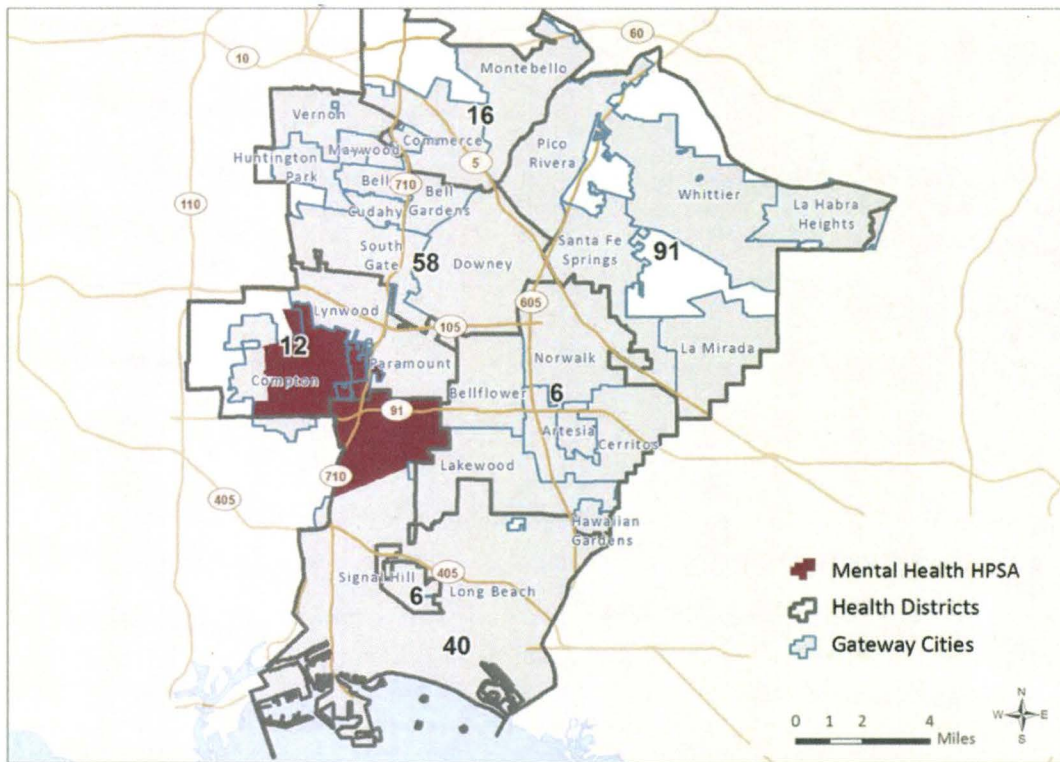 60
10
Montebello
16
Vernon
Commerce
Maywood
Pico
Rivera
Huntington
Park
5
Bell
710
Bell
Gardens
Whittier
110
Cudahy
La Habra
Heights
South
Gate
58
Downey
Santa Fe
Springs
91
605
Lynwood
105
12
Paramount
Norwalk
La Mirada
Compton
Bellflower
6
91
Artesia
Cerritos
Lakewood
710
405
Hawaiian
Gardens
Signal Hill
405
Long Beach
6
40
Mental Health HPSA
Health Districts
Gateway Cities
N
W E
S
0 1 2 4
Miles